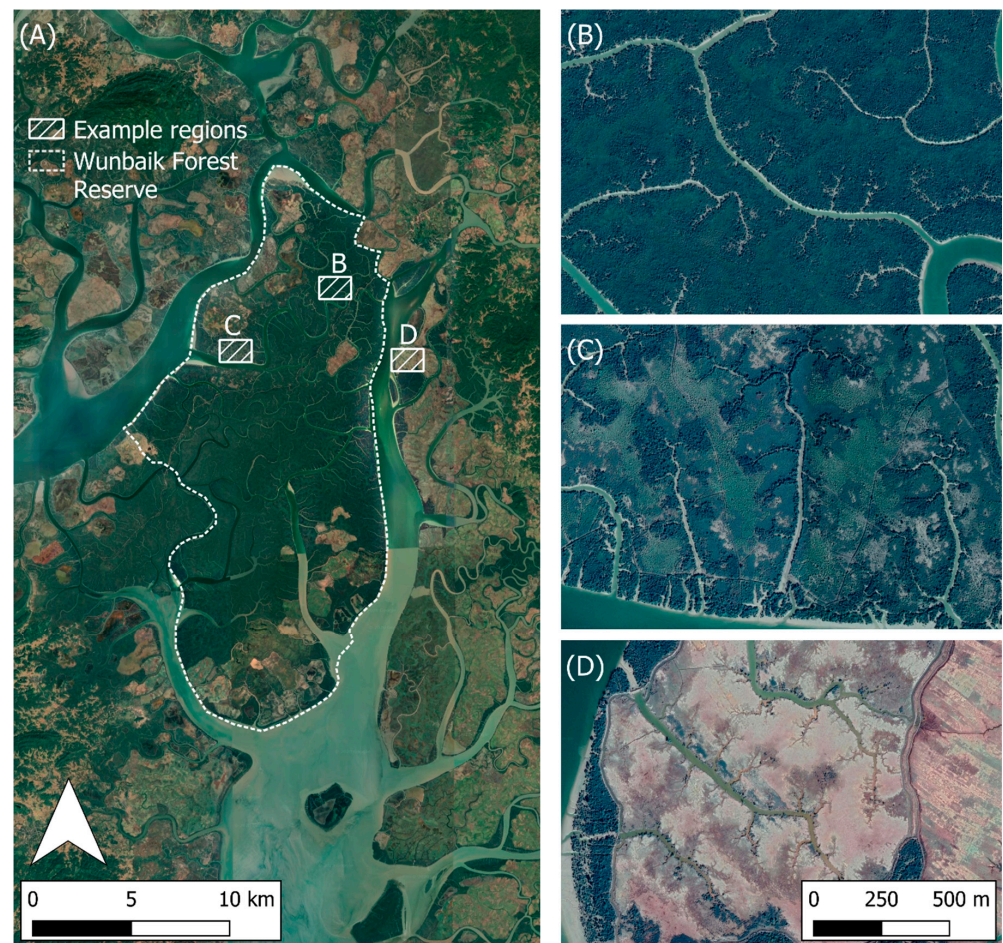 (A)
Example regions
Wunbaik Forest
Reserve
B
C
D
0 5 10 km
(B)
(C)
(D)
0 250 500 m